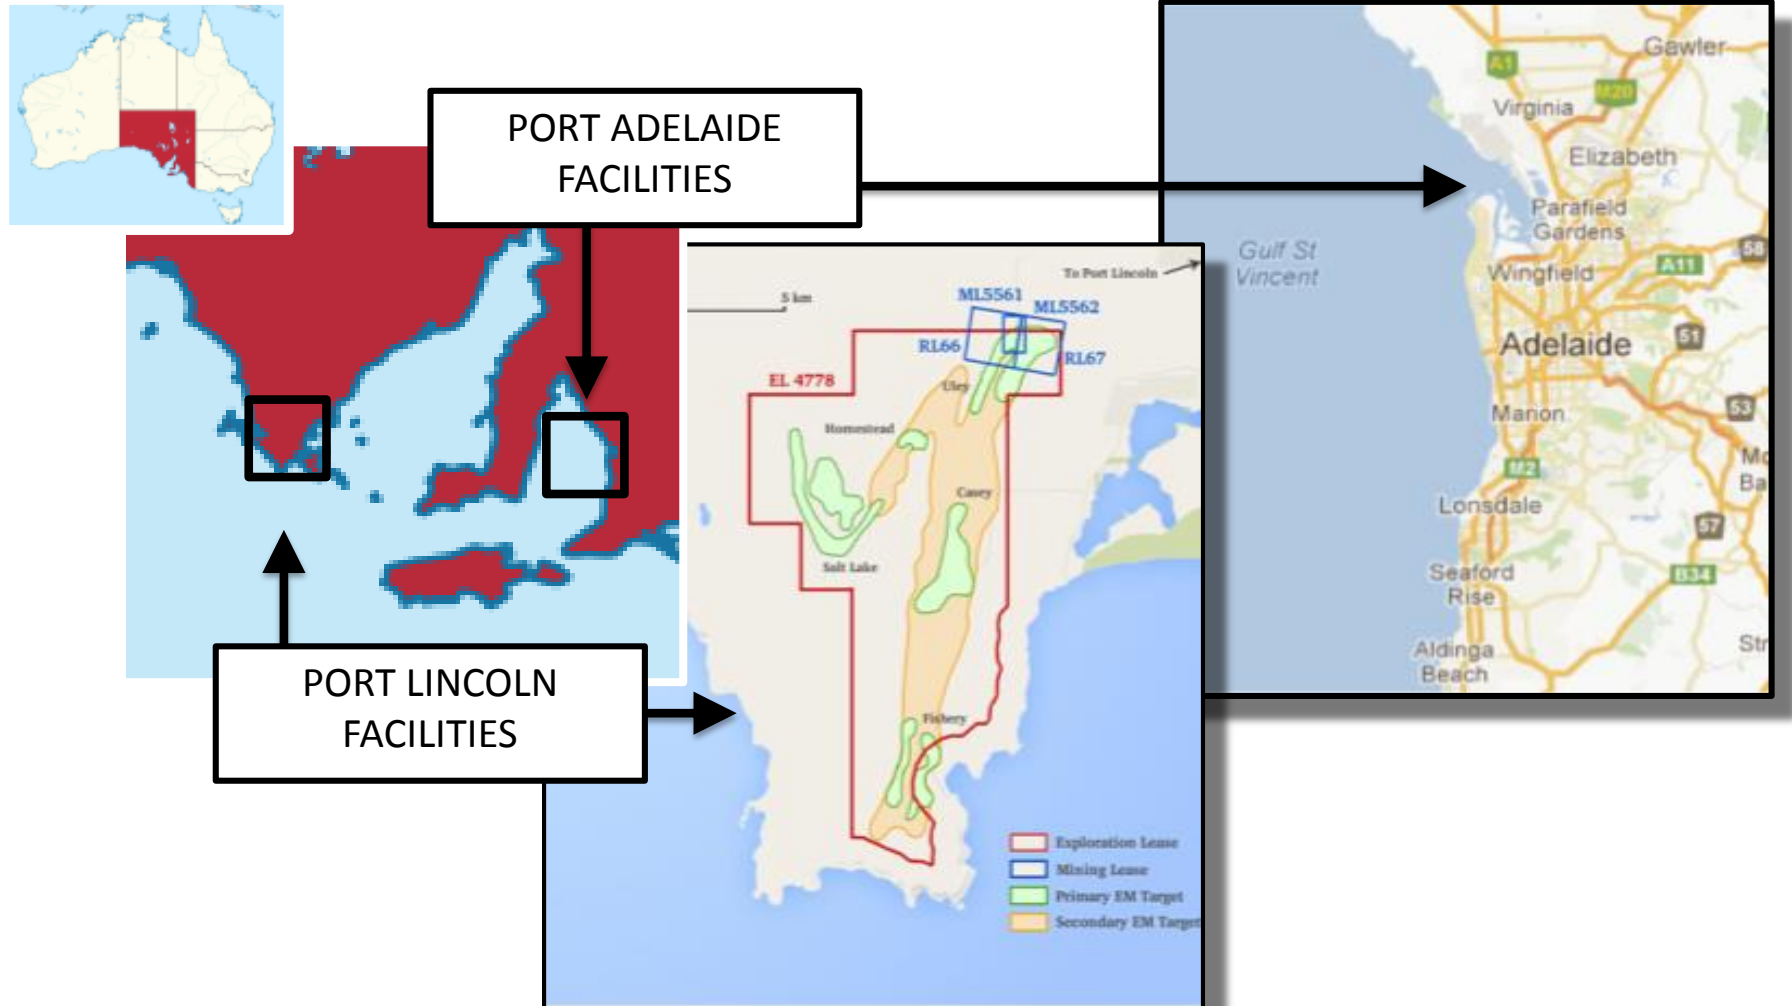 PORT ADELAIDE
FACILITIES
PORT LINCOLN
FACILITIES
To Port Lincoln
5 km
ML5561
ML5562
RL66
RL67
EL 4778
Uley
Homestead
Casey
Salt Lake
Fishery
Exploration Lease
Mining Lease
Primary EM Target
Secondary EM Target
Gawler
A1
M20
Virginia
Elizabeth
Parafield
Gardens
Gulf St
Vincent
58
A11
Wingfield
51
Adelaide
53
Marion
Mo
M2
Ba
Lonsdale
57
Seaford
Rise
B34
Aldinga
Beach
Str